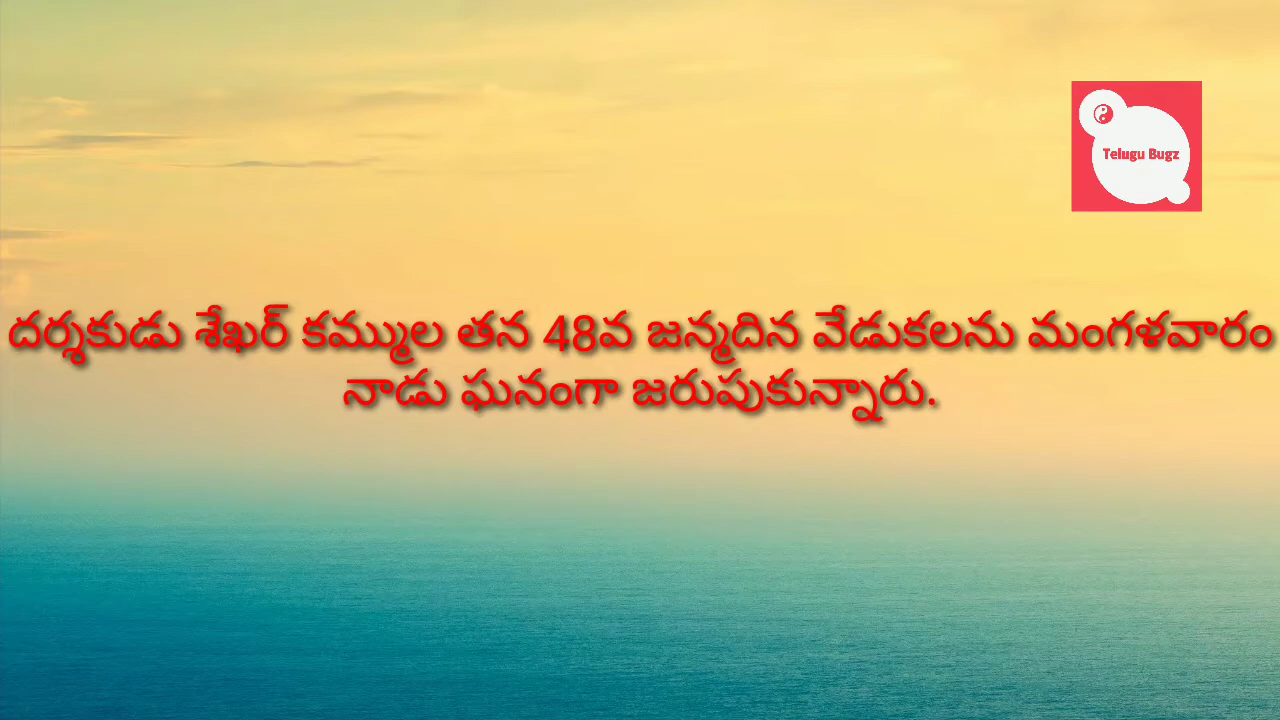 Telugu Bugz
దర్శకుడు శేఖర్ కమ్ముల తన 48వ జన్మదిన వేడుకలను మంగళవారం
నాడు ఘనంగా జరుపుకున్నారు.